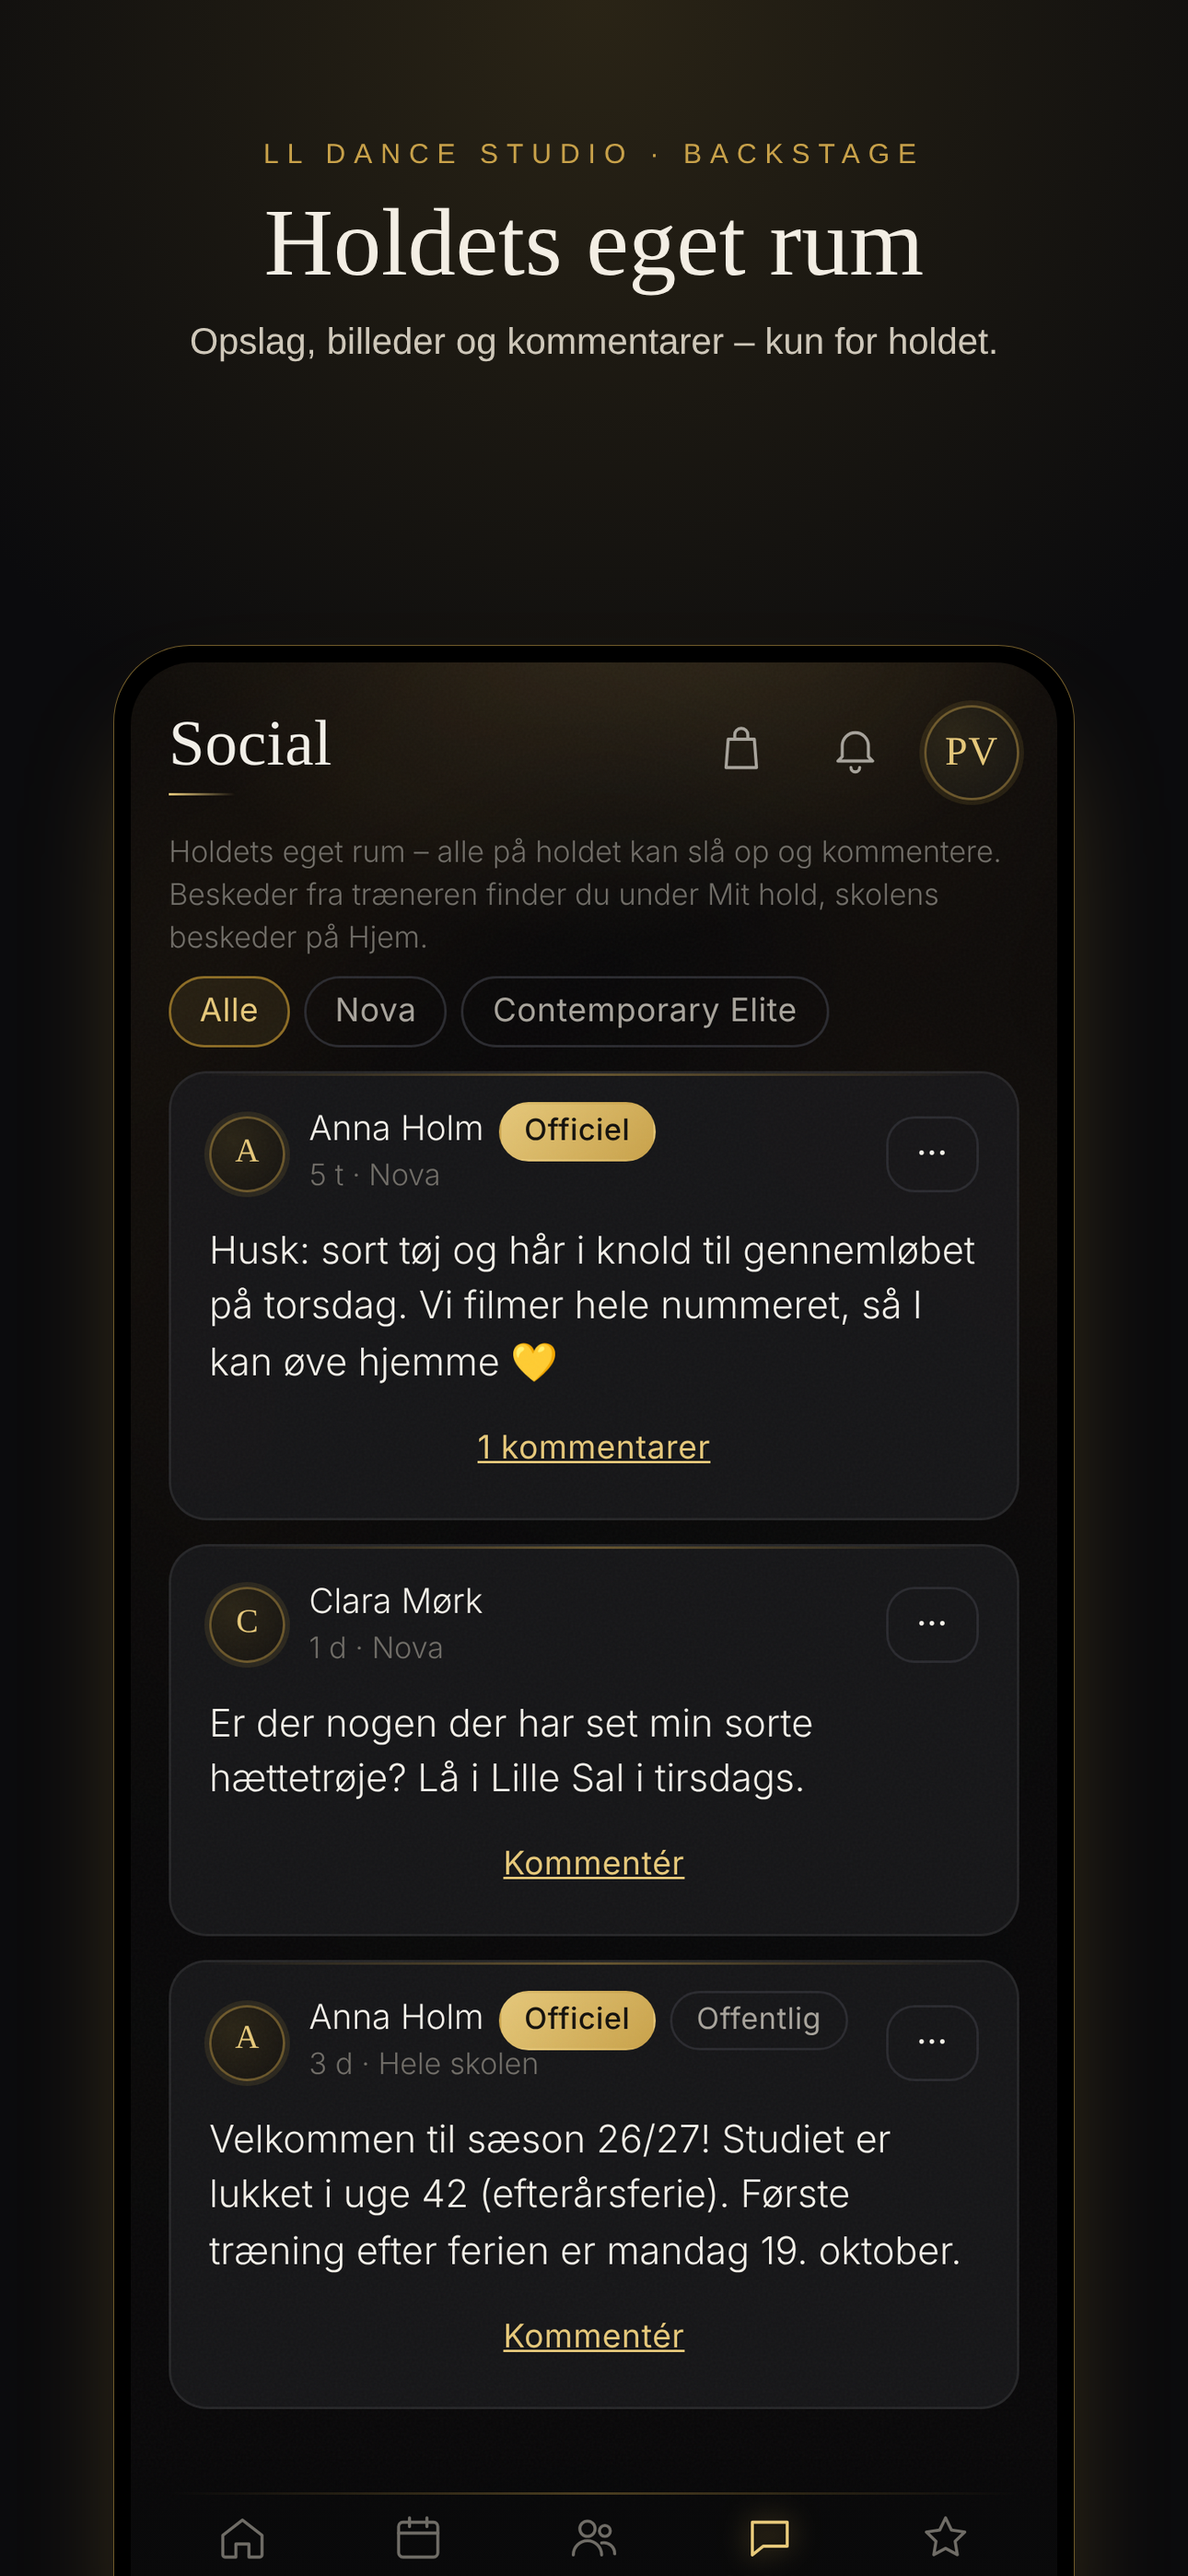 LL DANCE STUDIO · BACKSTAGE
Holdets eget rum
Opslag, billeder og kommentarer – kun for holdet.
Social
PV
Holdets eget rum – alle på holdet kan slå op og kommentere.
Beskeder fra træneren finder du under Mit hold, skolens
beskeder på Hjem.
Alle Nova Contemporary Elite
A
Anna Holm Officiel
5 t · Nova
···
Husk: sort tøj og hår i knold til gennemløbet
på torsdag. Vi filmer hele nummeret, så I
kan øve hjemme 💛
1 kommentarer
C
Clara Mørk
1 d · Nova
···
Er der nogen der har set min sorte
hættetrøje? Lå i Lille Sal i tirsdags.
Kommentér
A
Anna Holm Officiel Offentlig
3 d · Hele skolen
···
Velkommen til sæson 26/27! Studiet er
lukket i uge 42 (efterårsferie). Første
træning efter ferien er mandag 19. oktober.
Kommentér